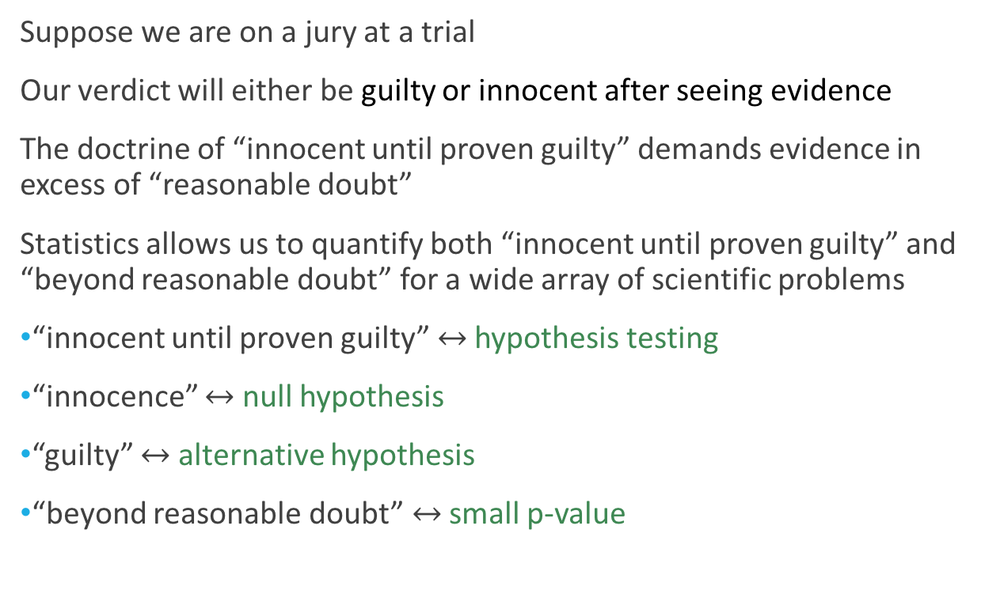 Suppose we are on a jury at a trial
Our verdict will either be guilty or innocent after seeing evidence
The doctrine of “innocent until proven guilty” demands evidence in
excess of “reasonable doubt”
Statistics allows us to quantify both “innocent until proven guilty” and
“beyond reasonable doubt” for a wide array of scientific problems
•“innocent until proven guilty” ↔ hypothesis testing
•“innocence” ↔ null hypothesis
•“guilty” ↔ alternative hypothesis
•“beyond reasonable doubt” ↔ small p-value